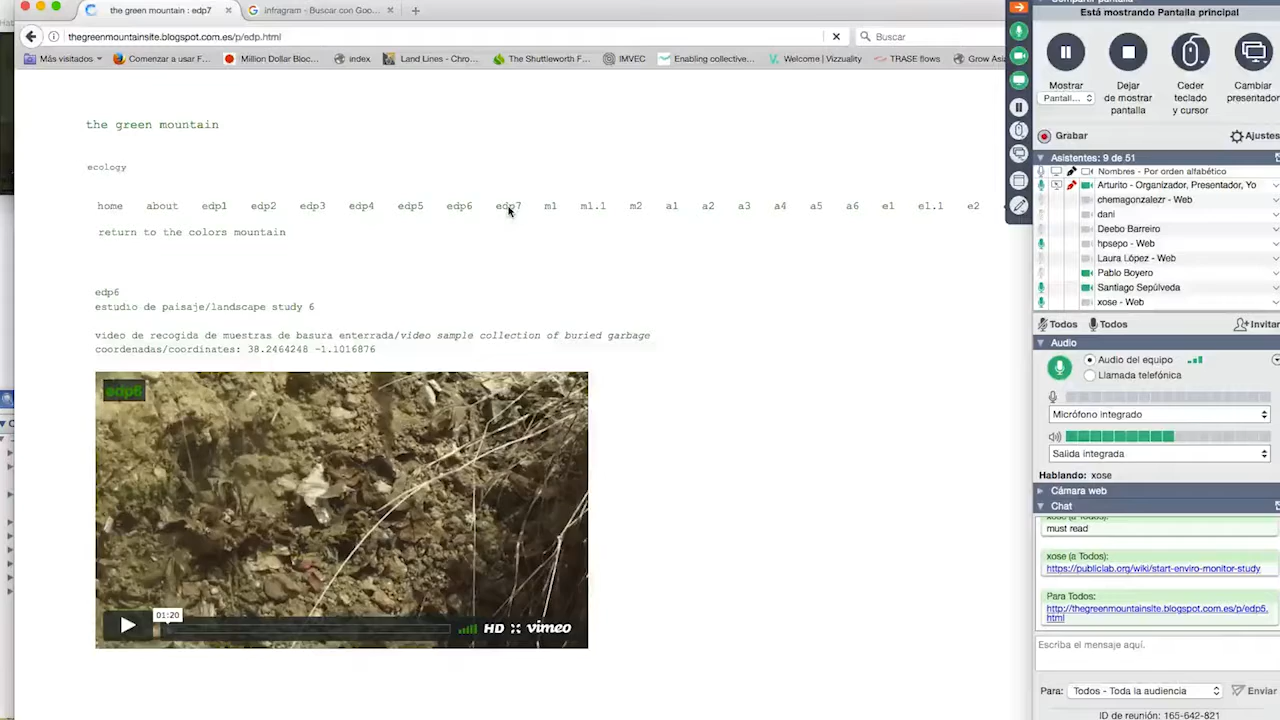 the green mountain : edp7
infragram - Buscar con Goo...
thegreenmountainsite.blogspot.com.es/p/edp.html
Buscar
Más visitados
Comenzar a usar F...
Million Dollar Bloc...
index
Land Lines - Chro...
The Shuttleworth F...
IMVEC
Enabling collective...
Welcome | Vizzuality
TRASE flows
Grow Asia
the green mountain
ecology
home about edp1 edp2 edp3 edp4 edp5 edp6 edp7 m1 m1.1 m2 a1 a2 a3 a4 a5 a6 e1 e1.1 e2
return to the colors mountain
edp6
estudio de paisaje/landscape study 6
video de recogida de muestras de basura enterrada/video sample collection of buried garbage
coordenadas/coordinates: 38.2464248 -1.1016876
edp6
01:20
HD vimeo
Compartir pantalla
Está mostrando Pantalla principal
Mostrar
Pantall...
Dejar
de mostrar
pantalla
Ceder
teclado
y cursor
Cambiar
presentador
Grabar
Ajustes
Asistentes: 9 de 51
Nombres - Por orden alfabético
Arturito - Organizador, Presentador, Yo
chemagonzalezr - Web
dani
Deebo Barreiro
hpsepo - Web
Laura López - Web
Pablo Boyero
Santiago Sepúlveda
xose - Web
Todos Todos Invitar
Audio
Audio del equipo
Llamada telefónica
Micrófono integrado
Salida integrada
Hablando: xose
Cámara web
Chat
xose (a Todos):
must read
xose (a Todos):
https://publiclab.org/wiki/start-enviro-monitor-study
Para Todos:
http://thegreenmountainsite.blogspot.com.es/p/edp5.
html
Escriba el mensaje aquí.
Para: Todos - Toda la audiencia Enviar
ID de reunión: 165-642-821